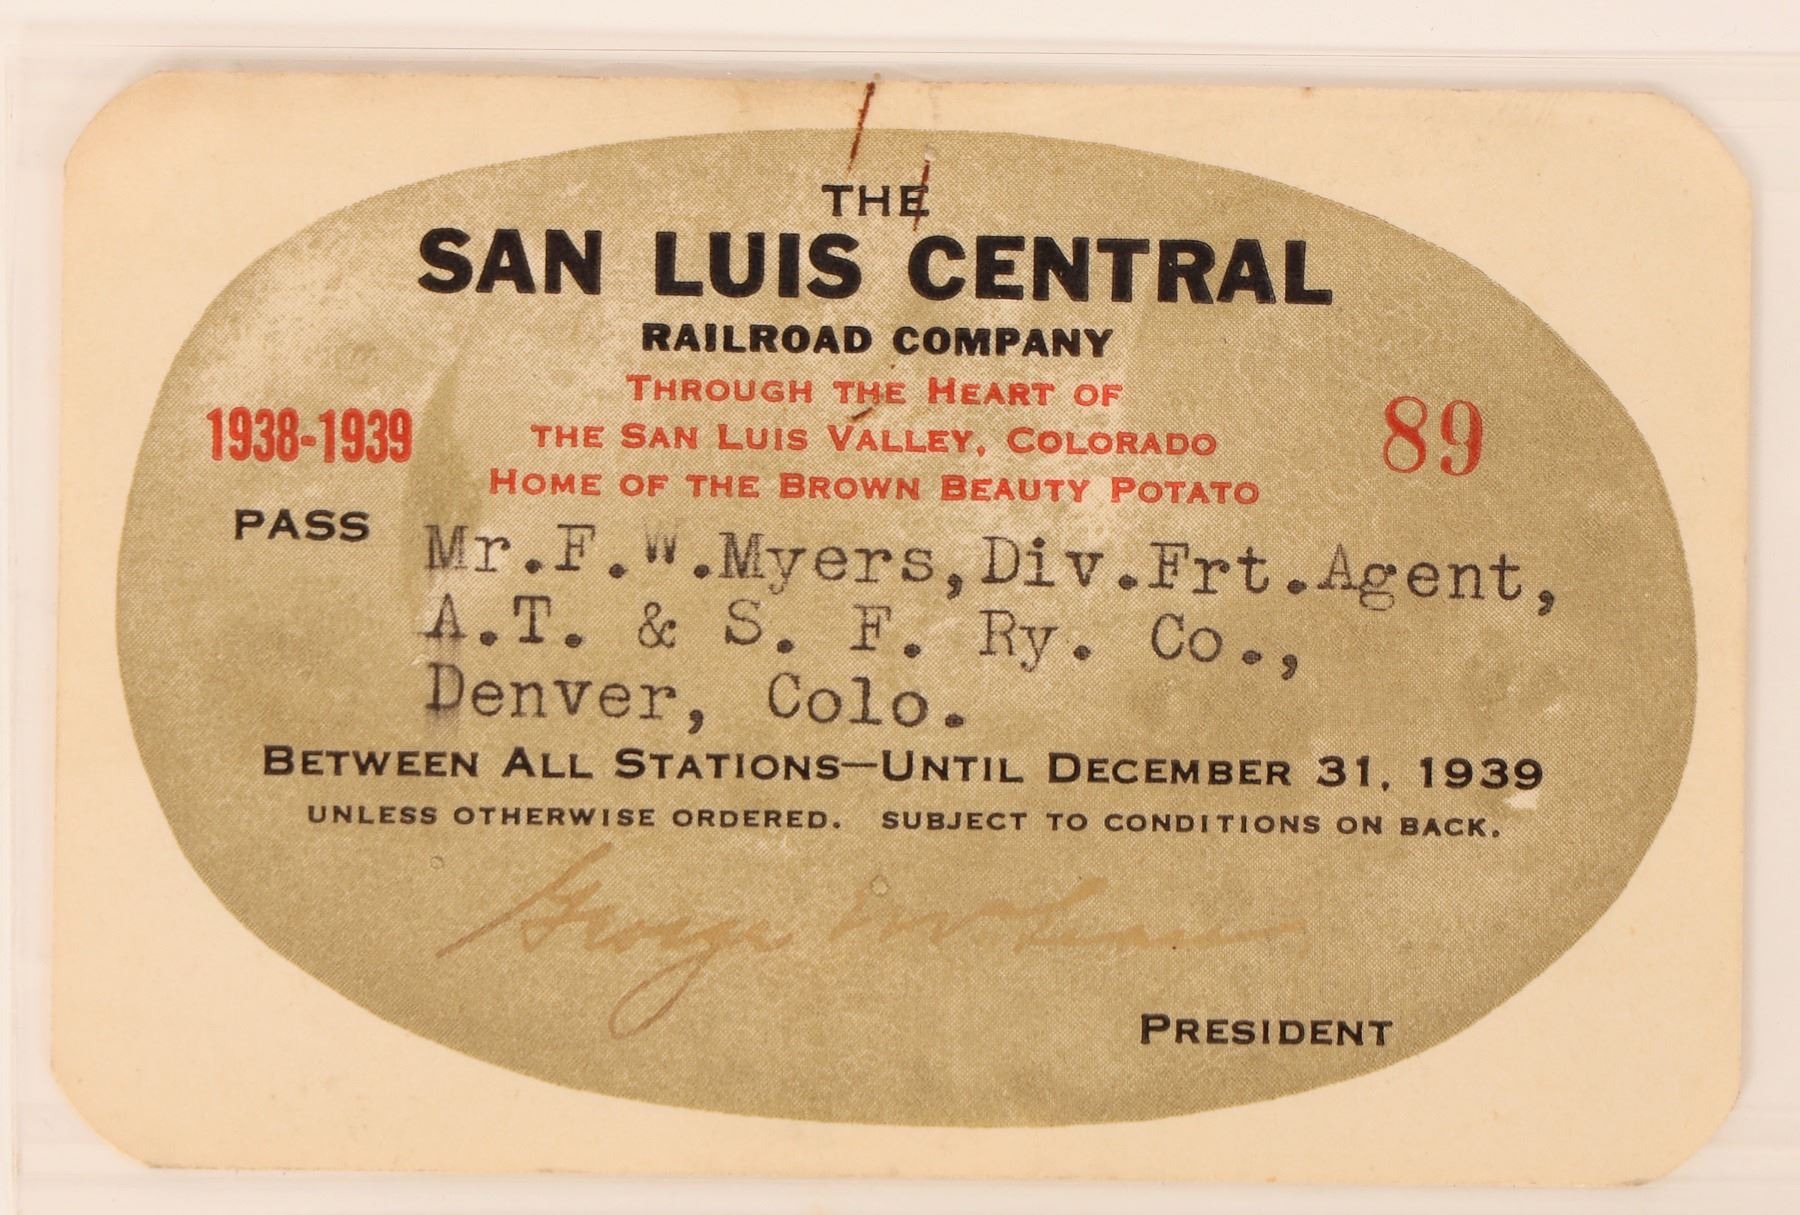 THE
SAN LUIS CENTRAL
RAILROAD COMPANY
THROUGH THE HEART OF
THE SAN LUIS VALLEY, COLORADO
HOME OF THE BROWN BEAUTY POTATO
1938-1939
89
PASS
Mr.F.W.Myers,Div.Frt.Agent,
A.T. & S. F. Ry. Co.,
Denver, Colo.
BETWEEN ALL STATIONS—UNTIL DECEMBER 31, 1939
UNLESS OTHERWISE ORDERED. SUBJECT TO CONDITIONS ON BACK.
George
PRESIDENT